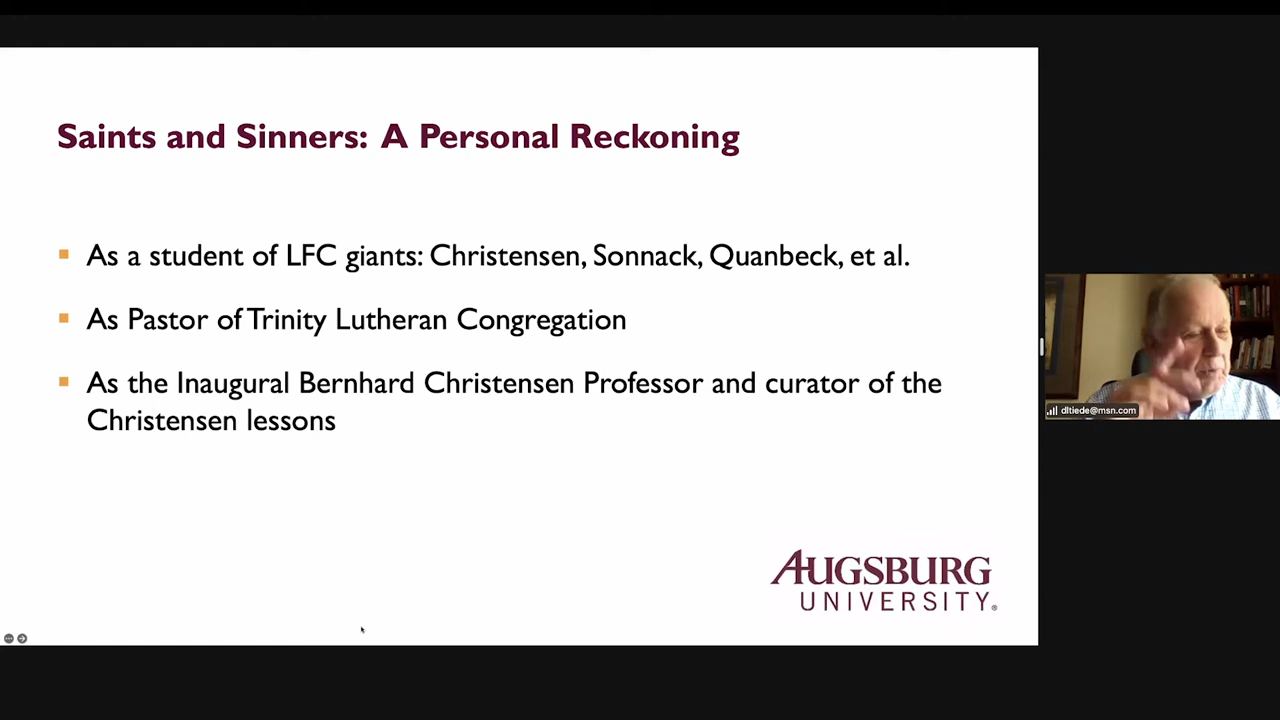 Saints and Sinners: A Personal Reckoning
As a student of LFC giants: Christensen, Sonnack, Quanbeck, et al.
As Pastor of Trinity Lutheran Congregation
As the Inaugural Bernhard Christensen Professor and curator of the
Christensen lessons
AUGSBURG
UNIVERSITY®
dltiede@msn.com